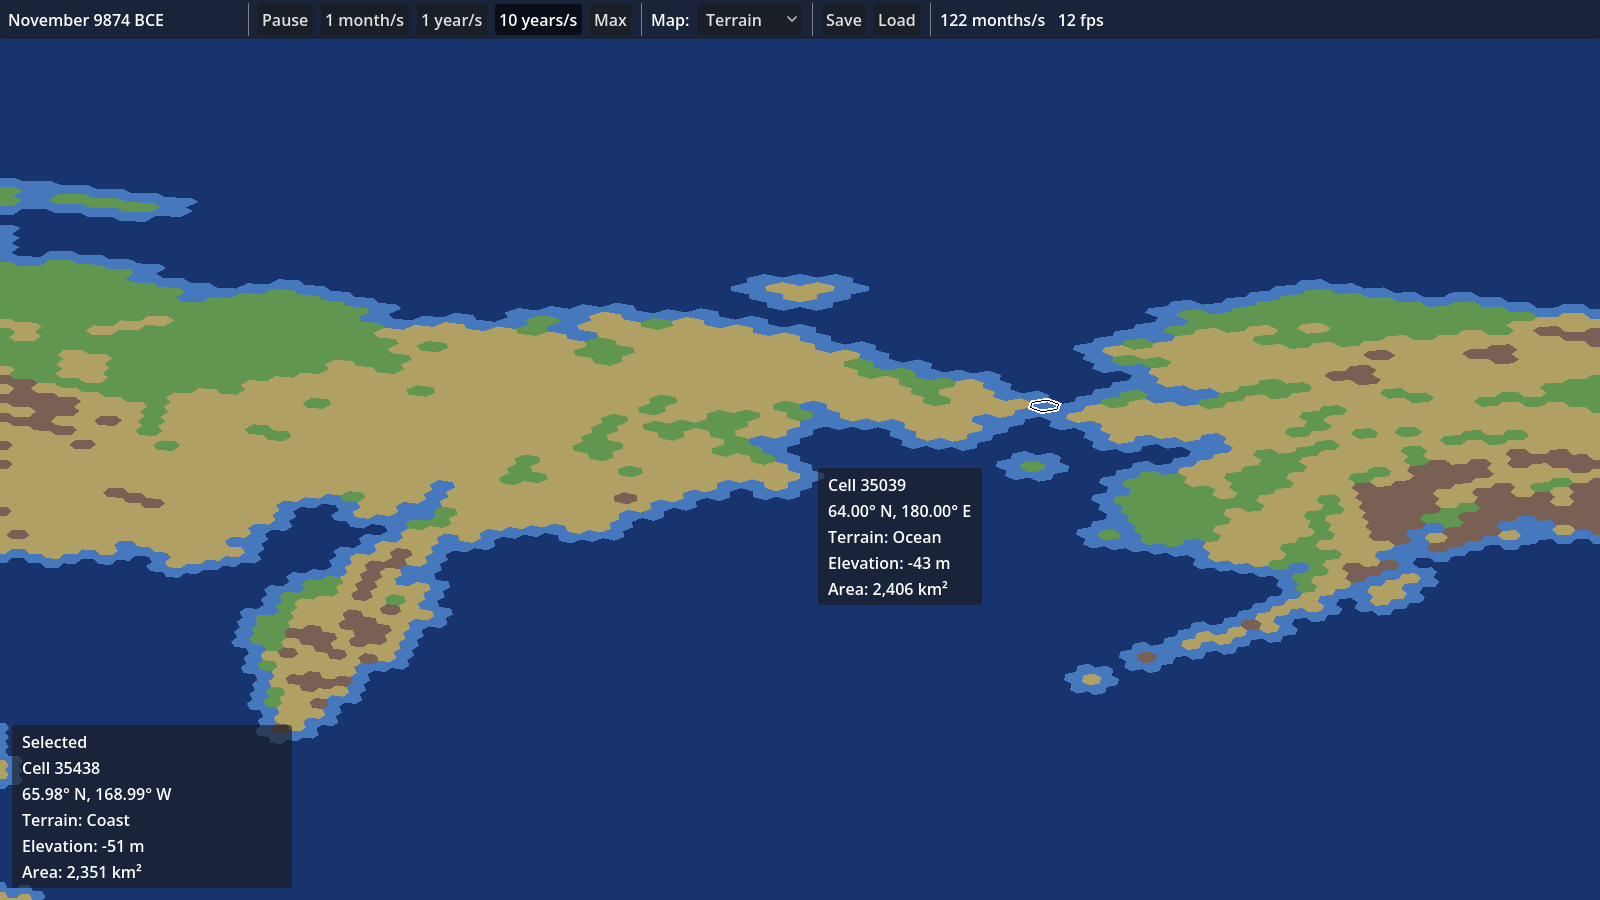 November 9874 BCE Pause 1 month/s 1 year/s 10 years/s Max Map: Terrain Save Load 122 months/s 12 fps
Cell 35039
64.00° N, 180.00° E
Terrain: Ocean
Elevation: -43 m
Area: 2,406 km²
Selected
Cell 35438
65.98° N, 168.99° W
Terrain: Coast
Elevation: -51 m
Area: 2,351 km²